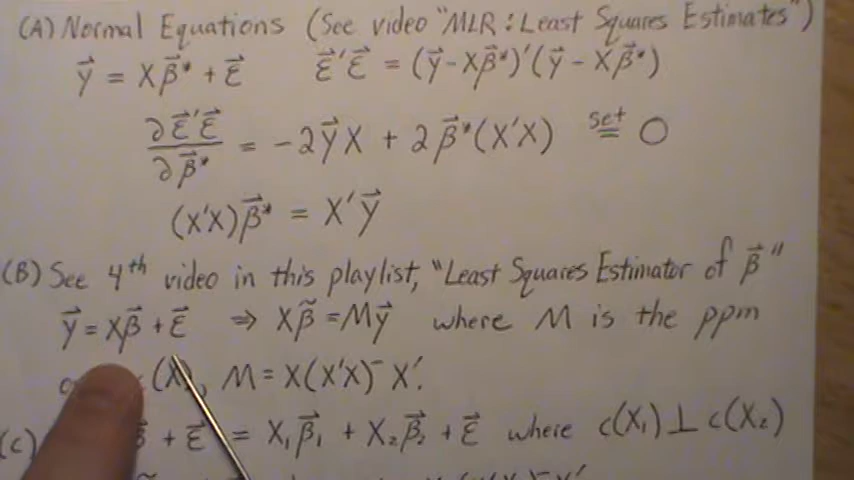 (A) Normal Equations (See video "MLR: Least Squares Estimates")
Y⃗ = Xβ⃗* + ε⃗    ε⃗'ε⃗ = (y⃗ - Xβ⃗*)'(y⃗ - Xβ⃗*)
∂ε⃗'ε⃗ / ∂β⃗* = -2y⃗X + 2β⃗*(X'X) set= 0
(X'X)β⃗* = X'y⃗
(B) See 4th video in this playlist, "Least Squares Estimator of β⃗"
y⃗ = Xβ⃗ + ε⃗ ⇒ Xβ̃ = My⃗ where M is the ppm
(X), M = X(X'X)⁻X'.
(C) + ε⃗ = X₁β⃗₁ + X₂β⃗₂ + ε⃗ where C(X₁) ⊥ C(X₂)